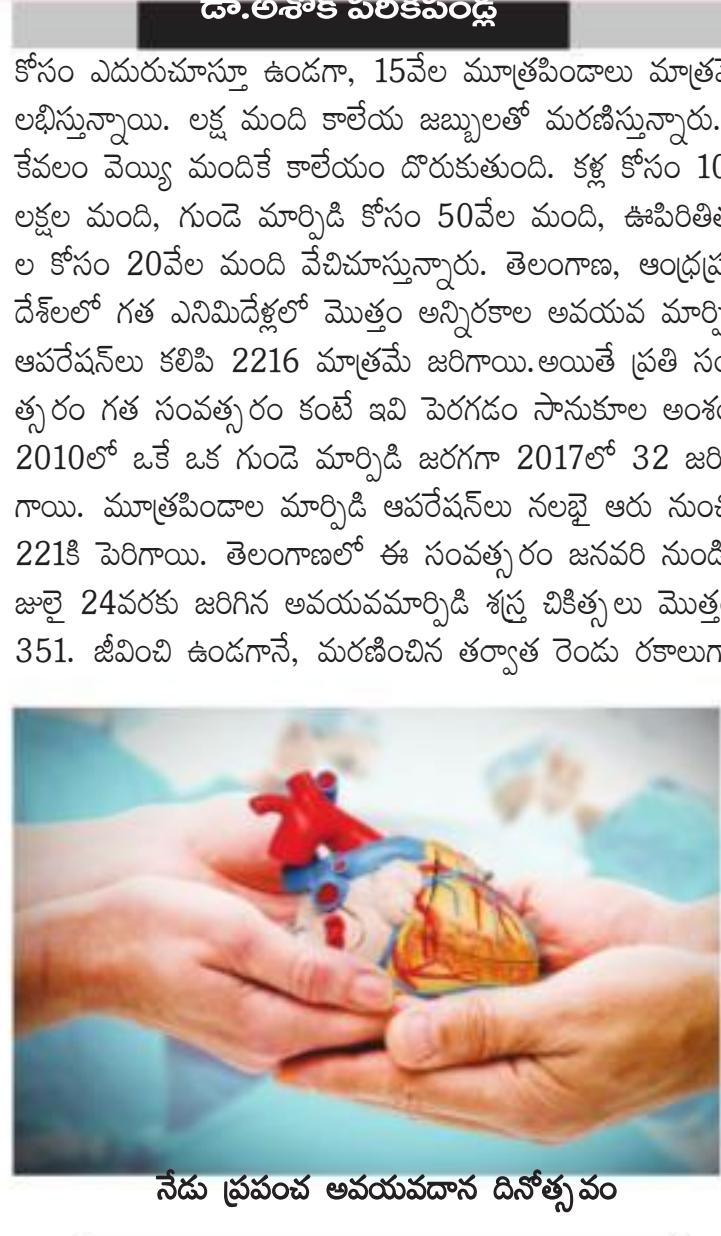 డా.అశోక్ పరికిపండ్ల
కోసం ఎదురుచూస్తూ ఉండగా, 15వేల మూత్రపిండాలు
లభిస్తున్నాయి. లక్ష మంది కాలేయ జబ్బులతో మరణిస్తున్నారు.
కేవలం వెయ్యి మందికే కాలేయం దొరుకుతుంది. కళ్ల కోసం 10
లక్షల మంది, గుండె మార్పిడి కోసం 50వేల మంది,
ల కోసం 20వేల మంది వేచిచూస్తున్నారు. తెలంగాణ, ఆంధ్రప్ర
దేశ్‌లలో గత ఎనిమిదేళ్లలో మొత్తం అన్నిరకాల అవయవ
ఆపరేషన్‌లు కలిపి 2216 మాత్రమే జరిగాయి.అయితే ప్రతి సం
త్సరం గత సంవత్సరం కంటే ఇవి పెరగడం సానుకూల
2010లో ఒకే ఒక గుండె మార్పిడి జరగగా 2017లో 32 జరి
గాయి. మూత్రపిండాల మార్పిడి ఆపరేషన్‌లు నలభై ఆరు
221కి పెరిగాయి. తెలంగాణలో ఈ సంవత్సరం జనవరి నుండి
జులై 24వరకు జరిగిన అవయవమార్పిడి శస్త్ర చికిత్సలు
351. జీవించి ఉండగానే, మరణించిన తర్వాత రెండు రకాలుగా
నేడు ప్రపంచ అవయవదాన దినోత్సవం